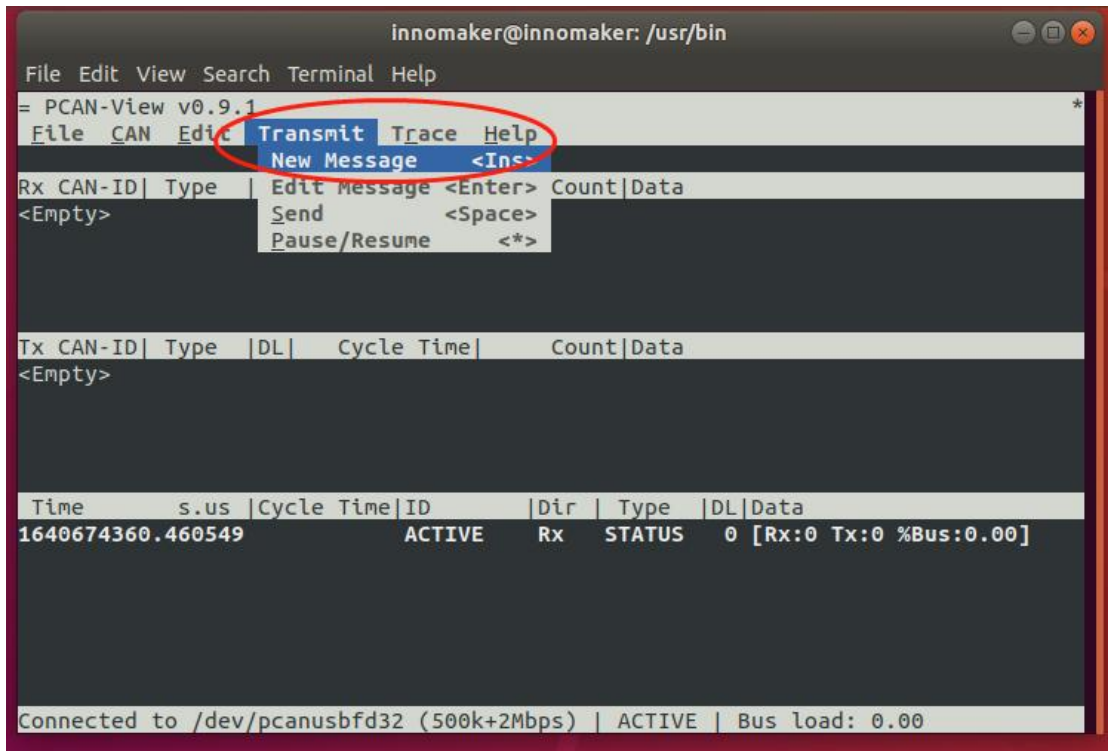 innomaker@innomaker: /usr/bin
File Edit View Search Terminal Help
= PCAN-View v0.9.1 *
File CAN Edit Transmit Trace Help
New Message <Ins>
Rx CAN-ID| Type | Edit Message <Enter> Count|Data
<Empty> Send <Space>
Pause/Resume <*>
Tx CAN-ID| Type |DL| Cycle Time| Count|Data
<Empty>
Time s.us |Cycle Time|ID |Dir | Type |DL|Data
1640674360.460549 ACTIVE Rx STATUS 0 [Rx:0 Tx:0 %Bus:0.00]
Connected to /dev/pcanusbfd32 (500k+2Mbps) | ACTIVE | Bus load: 0.00